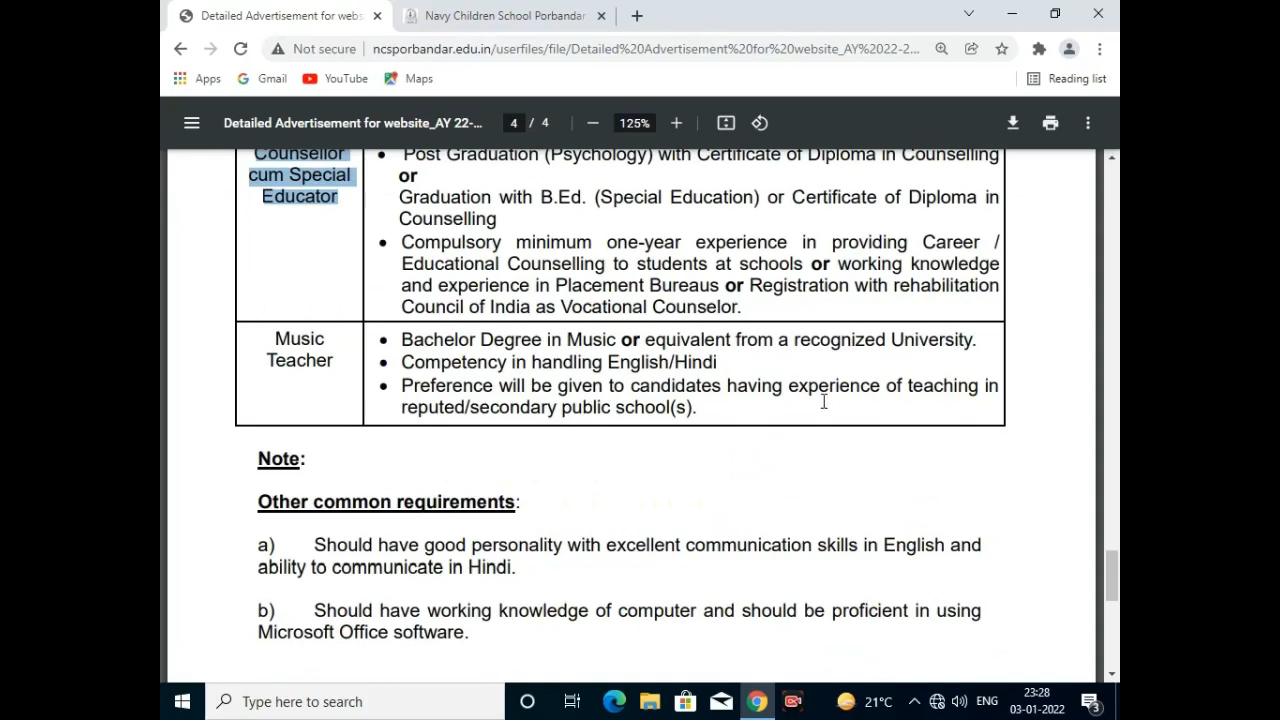 Detailed Advertisement for webs
Navy Children School Porbandar
Not secure
ncsporbandar.edu.in/userfiles/file/Detailed%20Advertisement%20for%20website_AY%2022-2...
Apps
Gmail
YouTube
Maps
Reading list
Detailed Advertisement for website_AY 22-...
4 / 4
125%
Counsellor
cum Special
Educator
• Post Graduation (Psychology) with Certificate of Diploma in Counselling
or
Graduation with B.Ed. (Special Education) or Certificate of Diploma in
Counselling
• Compulsory minimum one-year experience in providing Career /
Educational Counselling to students at schools or working knowledge
and experience in Placement Bureaus or Registration with rehabilitation
Council of India as Vocational Counselor.
Music
Teacher
• Bachelor Degree in Music or equivalent from a recognized University.
• Competency in handling English/Hindi
• Preference will be given to candidates having experience of teaching in
reputed/secondary public school(s).
Note:
Other common requirements:
a) Should have good personality with excellent communication skills in English and
ability to communicate in Hindi.
b) Should have working knowledge of computer and should be proficient in using
Microsoft Office software.
Type here to search
21°C
ENG
23:28
03-01-2022
3